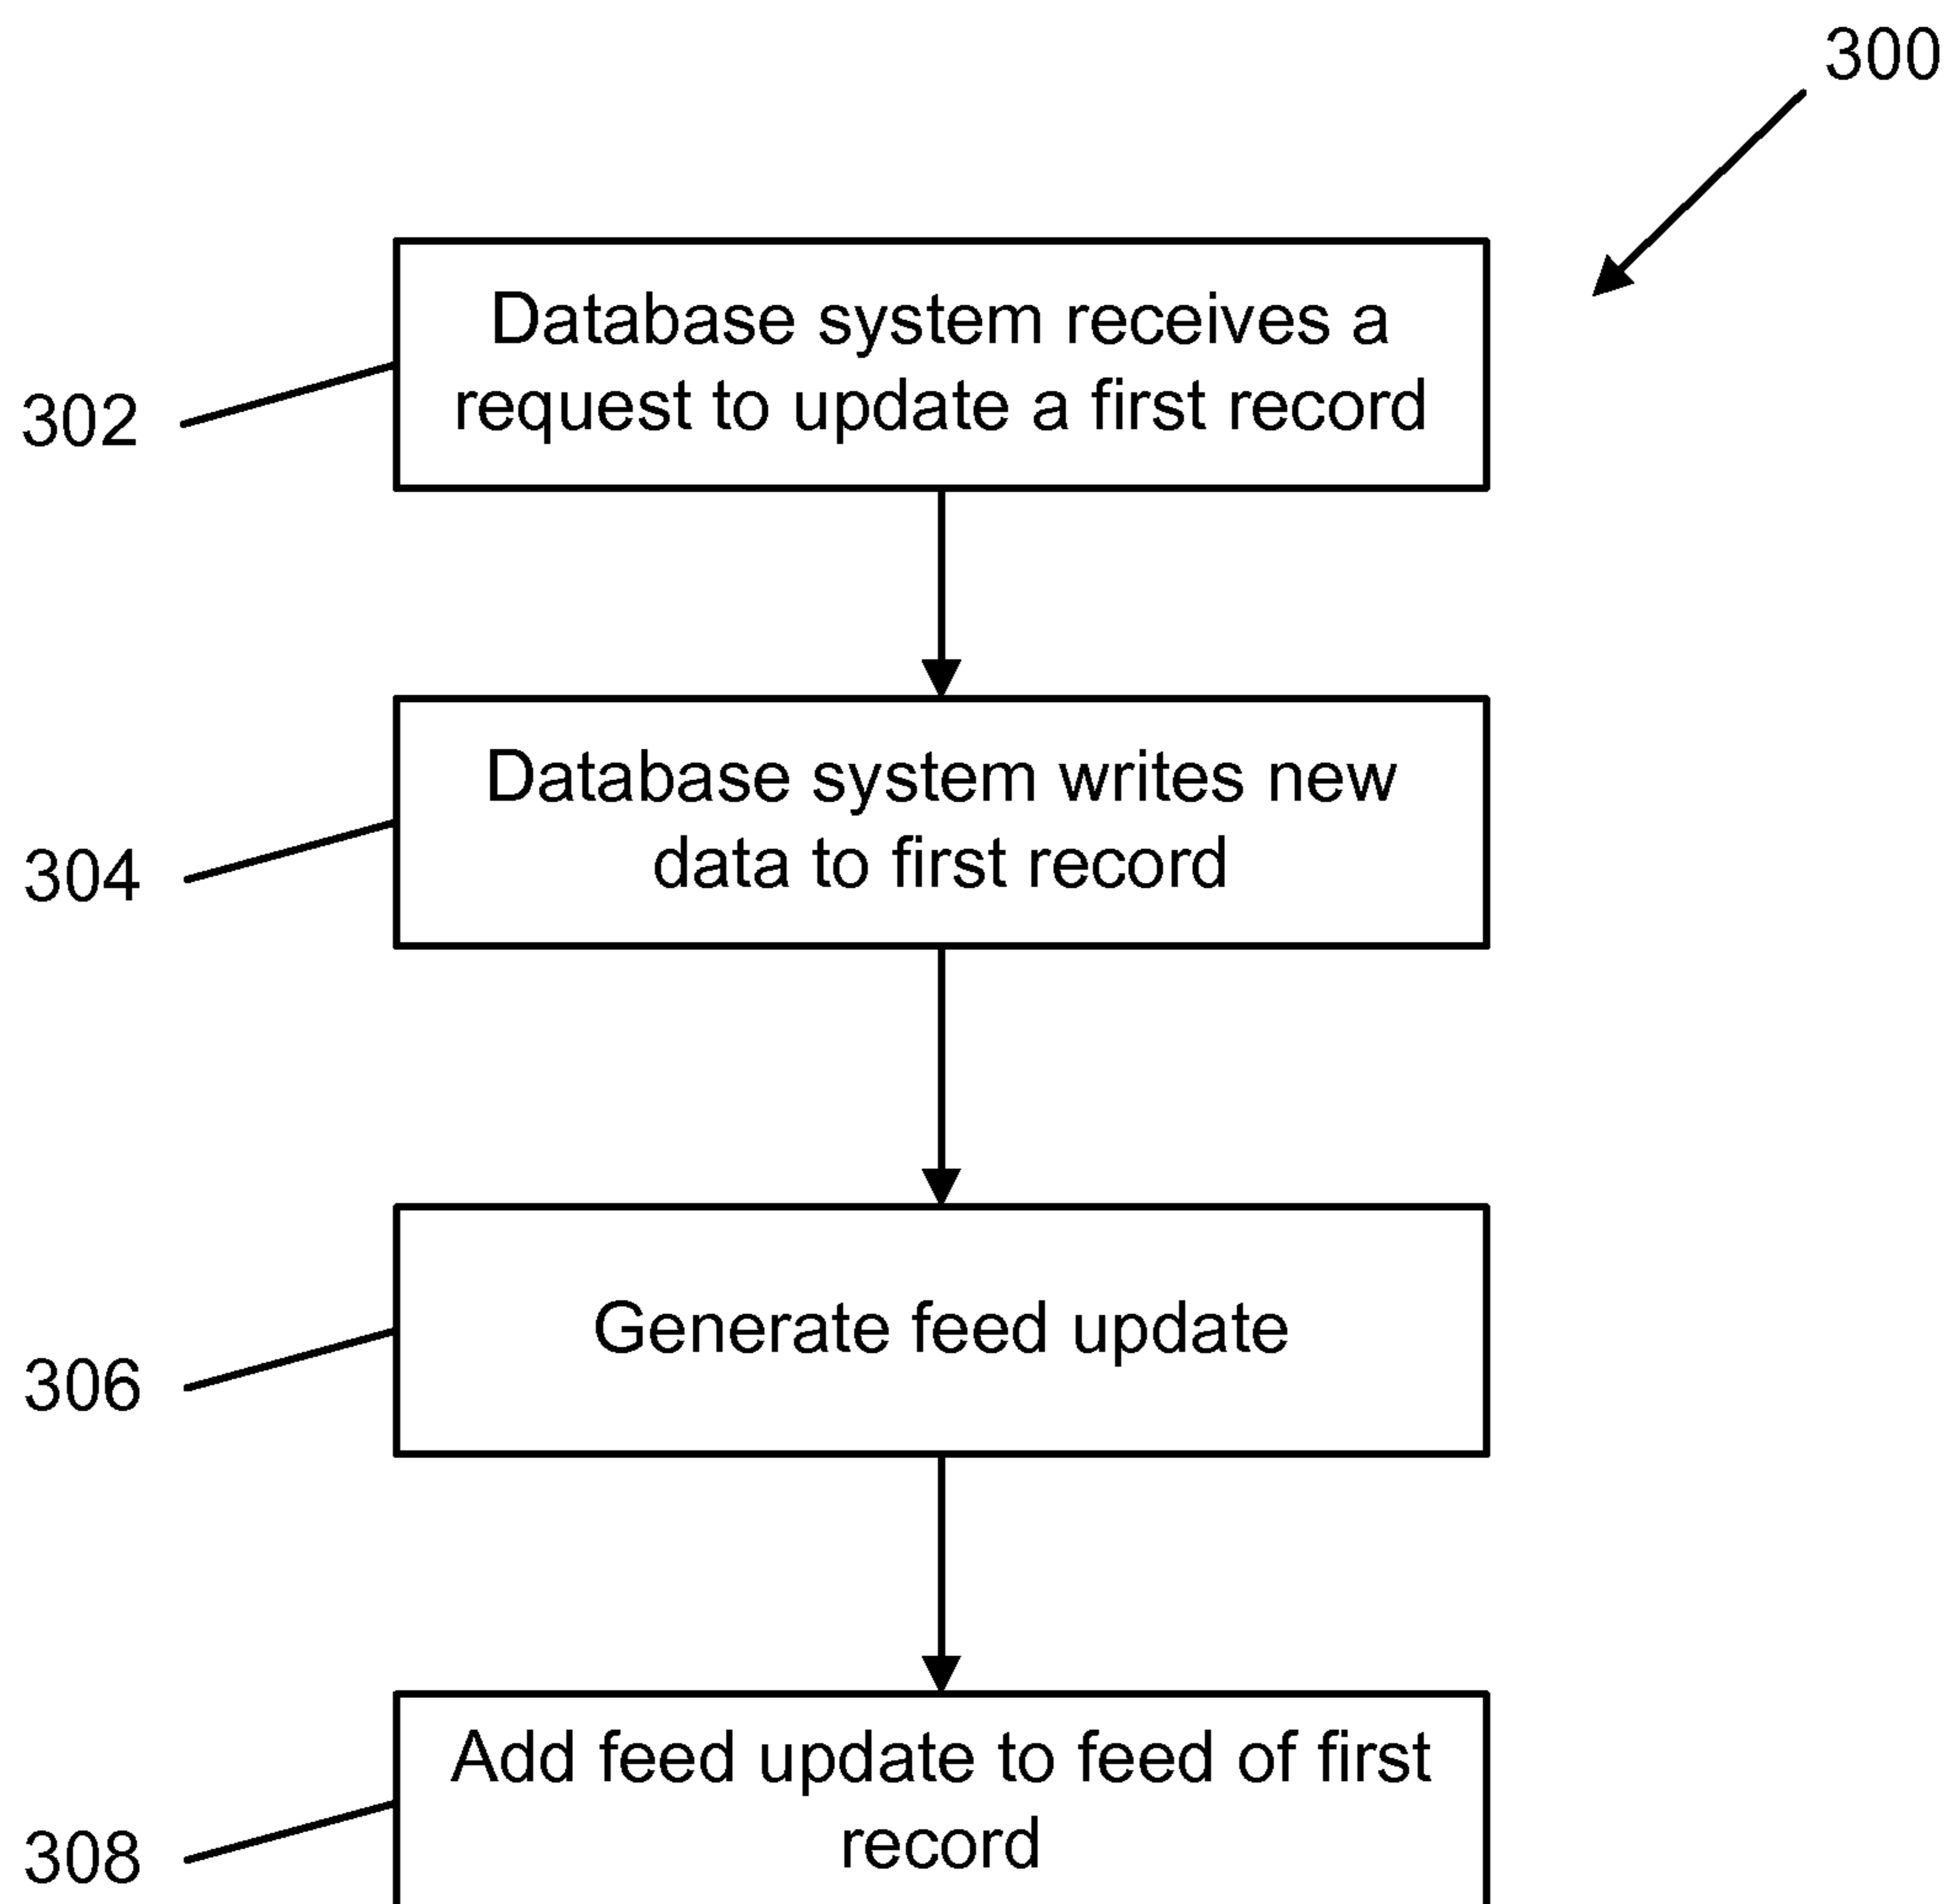 300
Database system receives a
request to update a first record
302
Database system writes new
data to first record
304
Generate feed update
306
Add feed update to feed of first
record
308